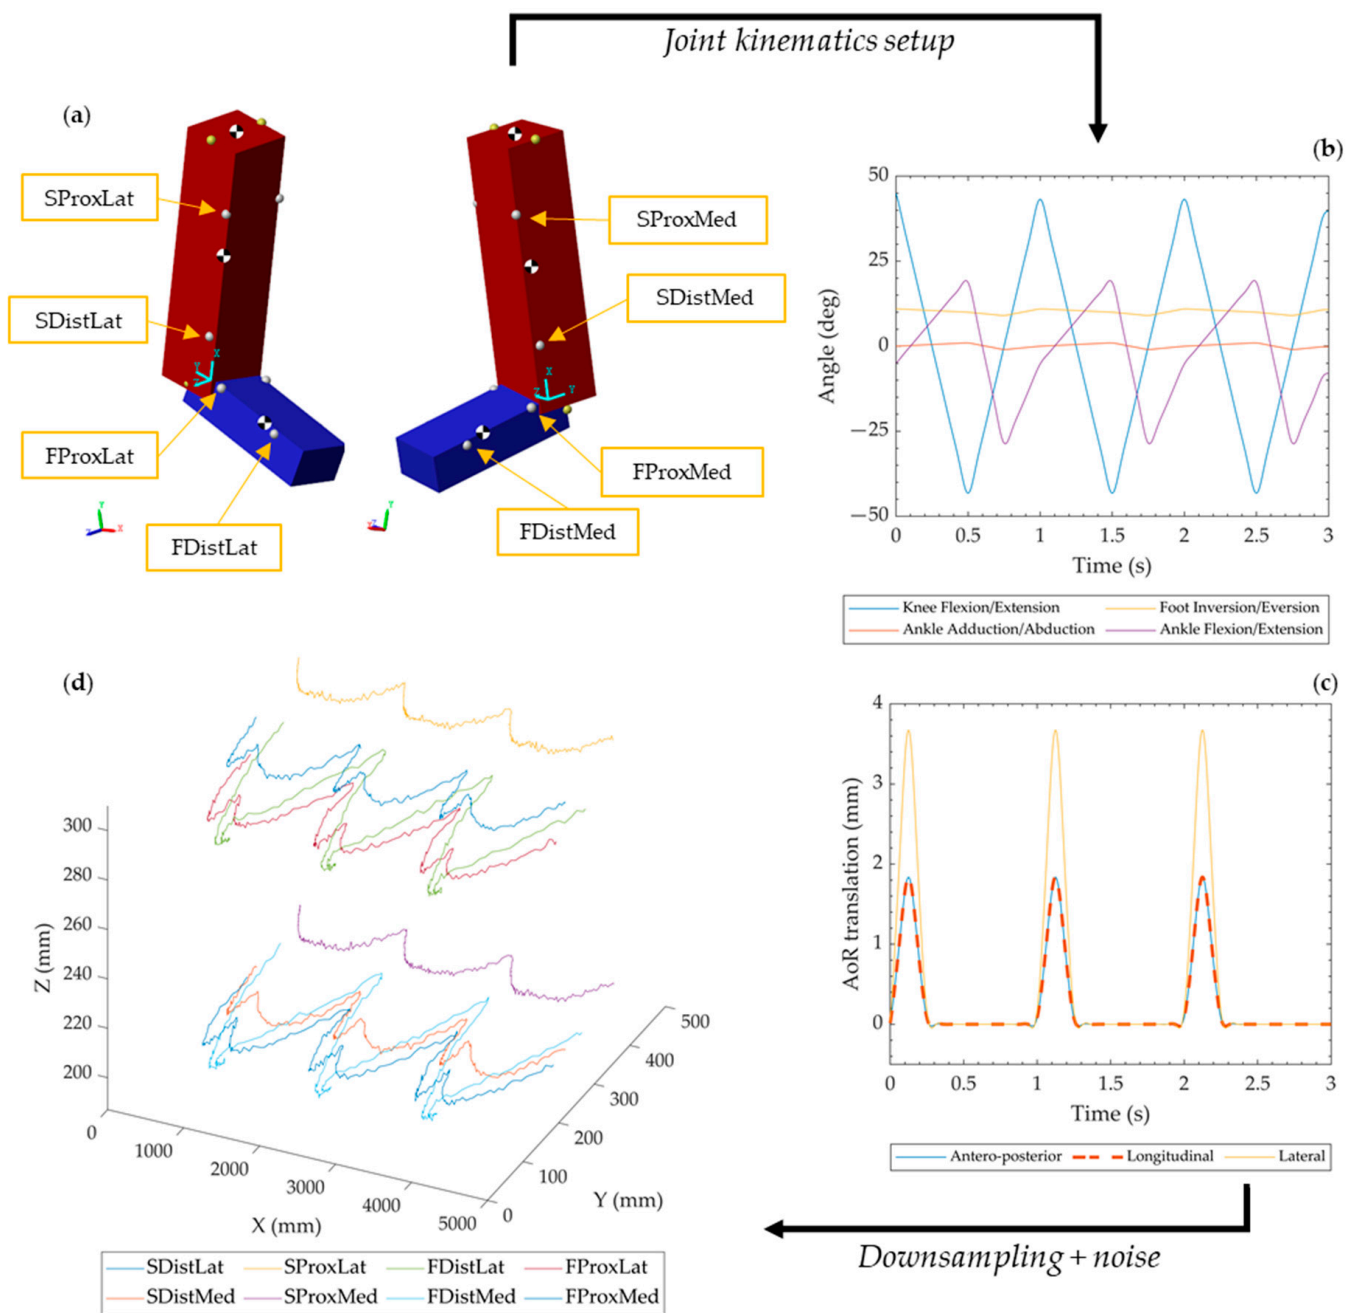 Joint kinematics setup
(a)
SProxLat
SDistLat
FProxLat
FDistLat
SProxMed
SDistMed
FProxMed
FDistMed
X
Y
Z
X
Y
Z
Y
Z
X
Y
(b)
50
25
0
−25
−50
Angle (deg)
0 0.5 1 1.5 2 2.5 3
Time (s)
Knee Flexion/Extension Foot Inversion/Eversion
Ankle Adduction/Abduction Ankle Flexion/Extension
(c)
4
3
2
1
0
AoR translation (mm)
0 0.5 1 1.5 2 2.5 3
Time (s)
Antero-posterior Longitudinal Lateral
Downsampling + noise
(d)
300
280
260
240
220
200
Z (mm)
0 1000 2000 3000 4000 5000
X (mm)
0 100 200 300 400 500
Y (mm)
SDistLat SProxLat FDistLat FProxLat
SDistMed SProxMed FDistMed FProxMed